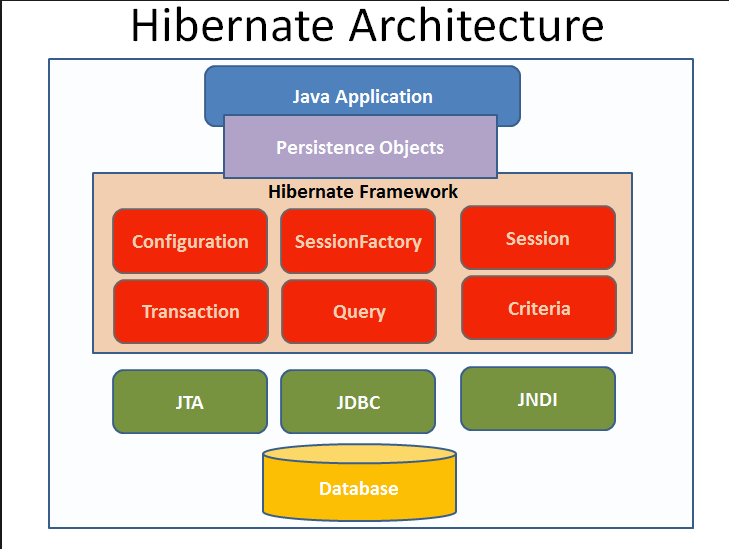 Hibernate Architecture
Java Application
Persistence Objects
Hibernate Framework
Configuration
SessionFactory
Session
Transaction
Query
Criteria
JTA
JDBC
JNDI
Database